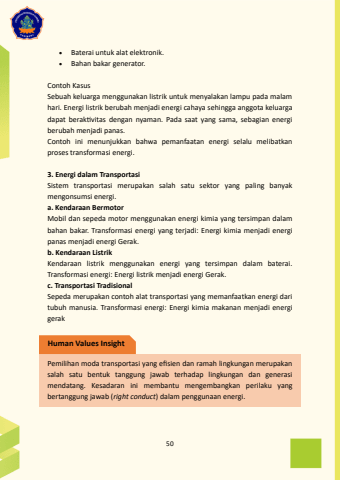 • Baterai untuk alat elektronik.
• Bahan bakar generator.
Contoh Kasus
Sebuah keluarga menggunakan listrik untuk menyalakan lampu pada malam
hari. Energi listrik berubah menjadi energi cahaya sehingga anggota keluarga
dapat beraktivitas dengan nyaman. Pada saat yang sama, sebagian energi
berubah menjadi panas.
Contoh ini menunjukkan bahwa pemanfaatan energi selalu melibatkan
proses transformasi energi.
3. Energi dalam Transportasi
Sistem transportasi merupakan salah satu sektor yang paling banyak
mengonsumsi energi.
a. Kendaraan Bermotor
Mobil dan sepeda motor menggunakan energi kimia yang tersimpan dalam
bahan bakar. Transformasi energi yang terjadi: Energi kimia menjadi energi
panas menjadi energi Gerak.
b. Kendaraan Listrik
Kendaraan listrik menggunakan energi yang tersimpan dalam baterai.
Transformasi energi: Energi listrik menjadi energi Gerak.
c. Transportasi Tradisional
Sepeda merupakan contoh alat transportasi yang memanfaatkan energi dari
tubuh manusia. Transformasi energi: Energi kimia makanan menjadi energi
gerak
Human Values Insight
Pemilihan moda transportasi yang efisien dan ramah lingkungan merupakan
salah satu bentuk tanggung jawab terhadap lingkungan dan generasi
mendatang. Kesadaran ini membantu mengembangkan perilaku yang
bertanggung jawab (right conduct) dalam penggunaan energi.
50